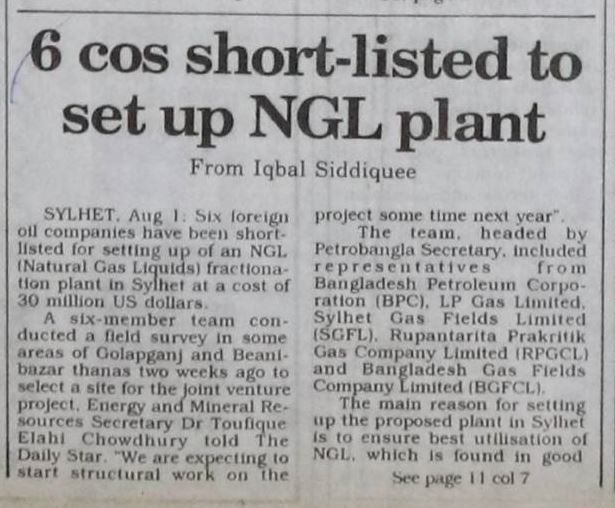 6 cos short-listed to
set up NGL plant
From Iqbal Siddiquee
SYLHET, Aug 1: Six foreign
oil companies have been short-
listed for setting up of an NGL
(Natural Gas Liquids) fractiona-
tion plant in Sylhet at a cost of
30 million US dollars.
A six-member team con-
ducted a field survey in some
areas of Golapganj and Beani-
bazar thanas two weeks ago to
select a site for the joint venture
project, Energy and Mineral Re-
sources Secretary Dr Toufique
Elahi Chowdhury told The
Daily Star. "We are expecting to
start structural work on the
project some time next year".
The team, headed by
Petrobangla Secretary, included
representatives from
Bangladesh Petroleum Corpo-
ration (BPC), LP Gas Limited,
Sylhet Gas Fields Limited
(SGFL), Rupantarita Prakritik
Gas Company Limited (RPGCL)
and Bangladesh Gas Fields
Company Limited (BGFCL).
The main reason for setting
up the proposed plant in Sylhet
is to ensure best utilisation of
NGL, which is found in good
See page 11 col 7